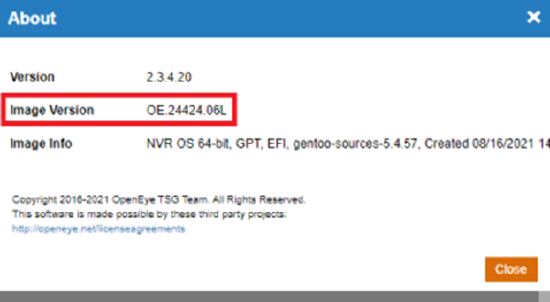 About
Version 2.3.4.20
Image Version OE.24424.06L
Image Info NVR OS 64-bit, GPT, EFI, gentoo-sources-5.4.57, Created 08/16/2021 14
Copyright 2016-2021 OpenEye TSG Team. All Rights Reserved.
This software is made possible by these third party projects:
http://openeye.net/licenseagreements
Close